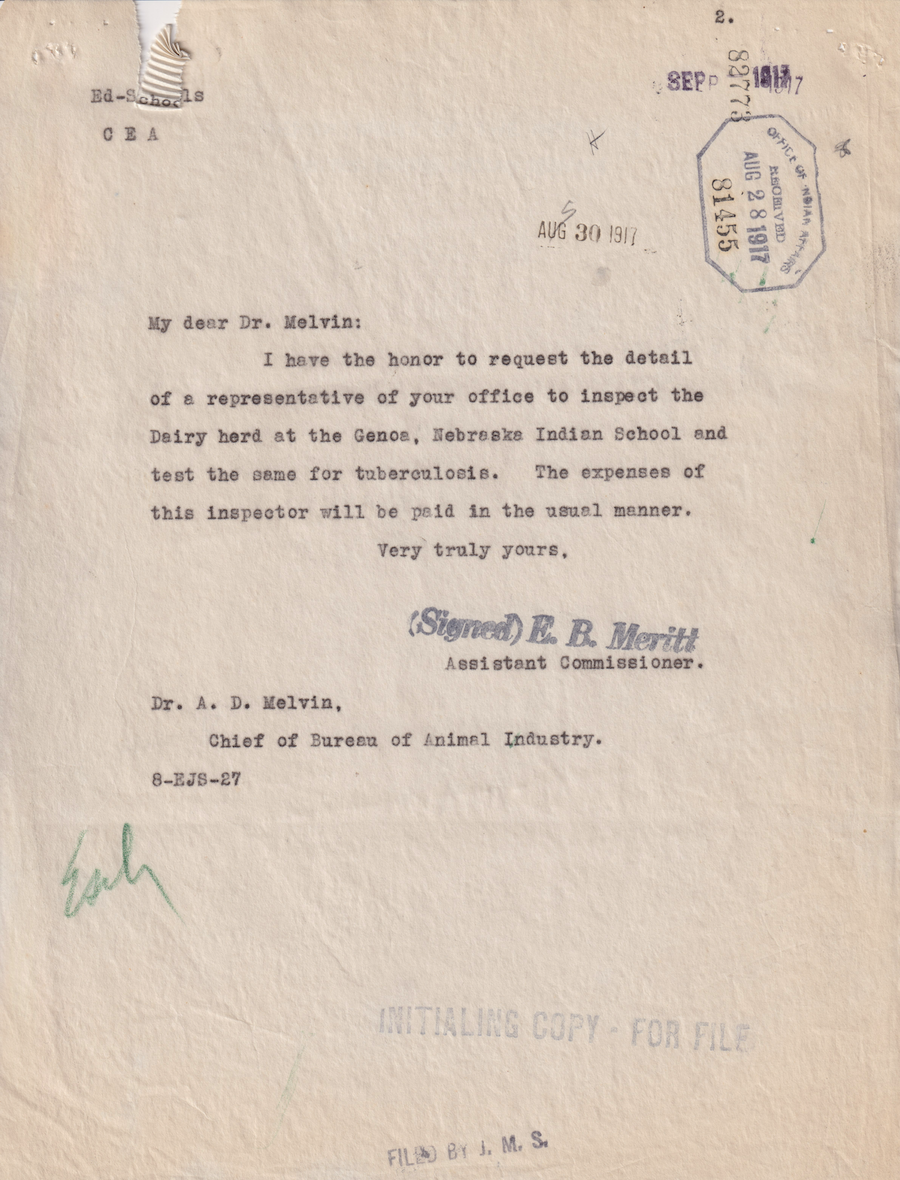 2.
Ed-Schools
C E A
SEP 1917
82773
OFFICE OF INDIAN AFFAIRS
RECEIVED
AUG 28 1917
81455
AUG 30 1917
My dear Dr. Melvin:
I have the honor to request the detail
of a representative of your office to inspect the
Dairy herd at the Genoa, Nebraska Indian School and
test the same for tuberculosis. The expenses of
this inspector will be paid in the usual manner.
Very truly yours,
(Signed) E. B. Meritt
Assistant Commissioner.
Dr. A. D. Melvin,
Chief of Bureau of Animal Industry.
8-EJS-27
INITIALING COPY - FOR FILE
FILED BY J. M. S.